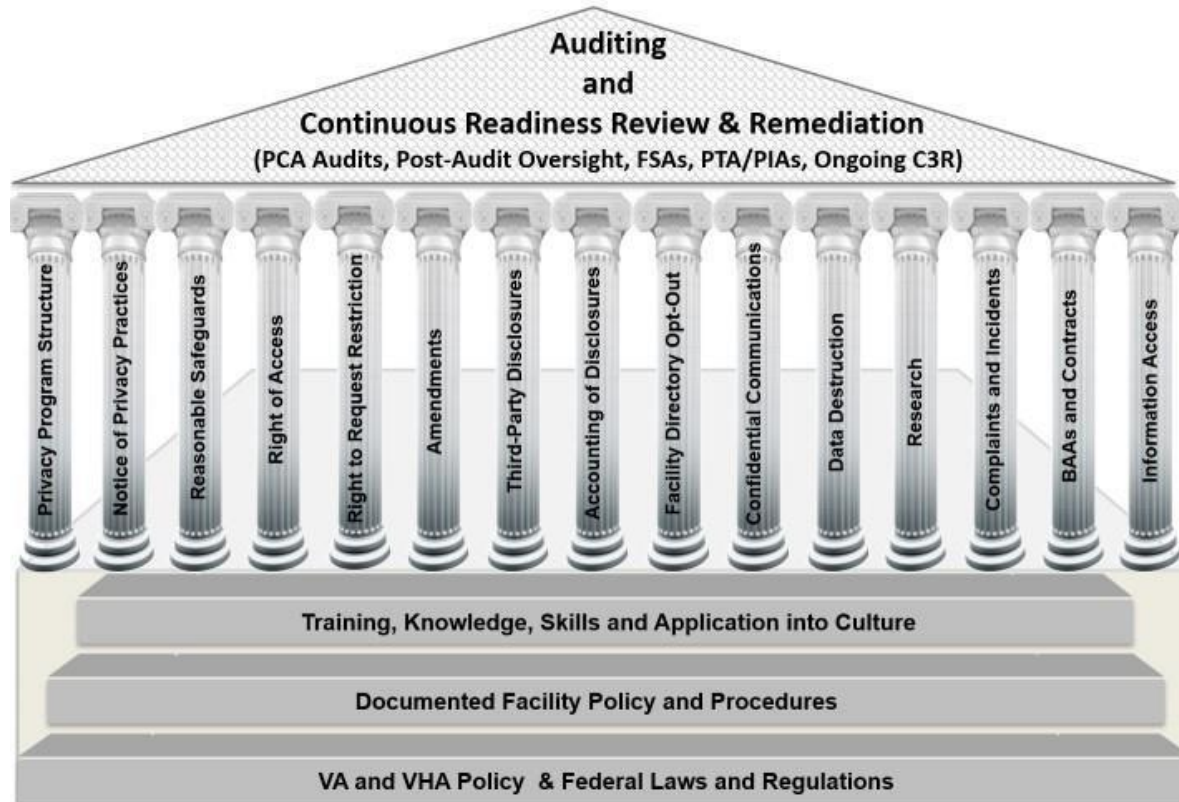 Auditing
and
Continuous Readiness Review & Remediation
(PCA Audits, Post-Audit Oversight, FSAs, PTA/PIAs, Ongoing C3R)
Privacy Program Structure
Notice of Privacy Practices
Reasonable Safeguards
Right of Access
Right to Request Restriction
Amendments
Third-Party Disclosures
Accounting of Disclosures
Facility Directory Opt-Out
Confidential Communications
Data Destruction
Research
Complaints and Incidents
BAAs and Contracts
Information Access
Training, Knowledge, Skills and Application into Culture
Documented Facility Policy and Procedures
VA and VHA Policy & Federal Laws and Regulations